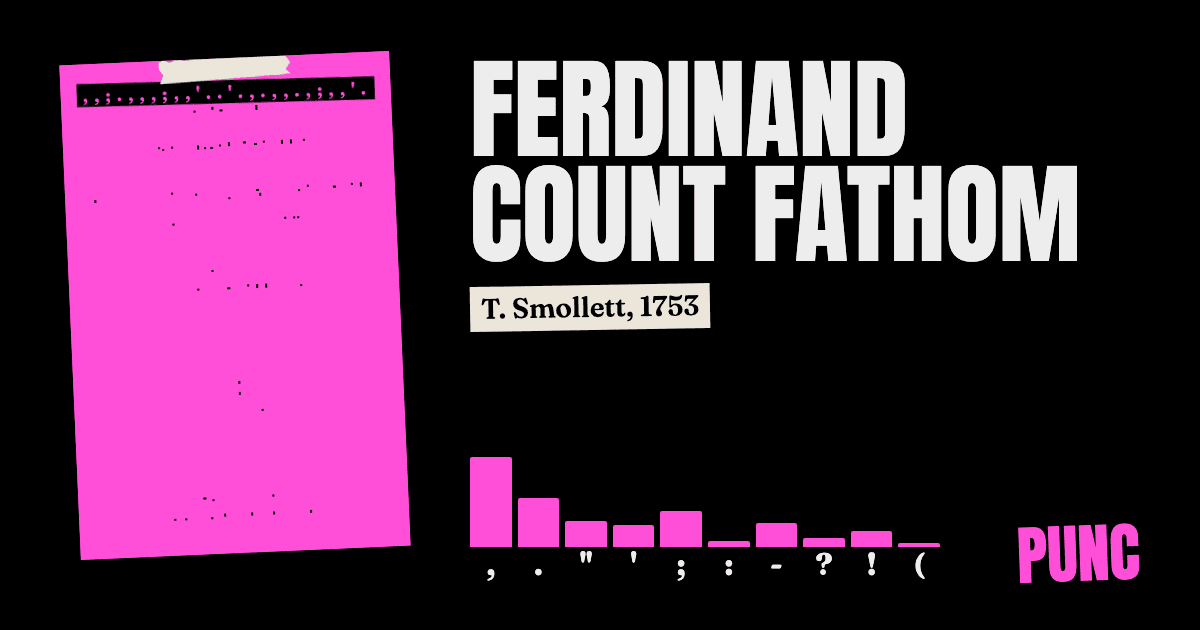 ,,;.,,,;,,'..'.,.,,.,;,,'.
FERDINAND
COUNT FATHOM
T. Smollett, 1753
, . " ' ; : - ? ! (
PUNC